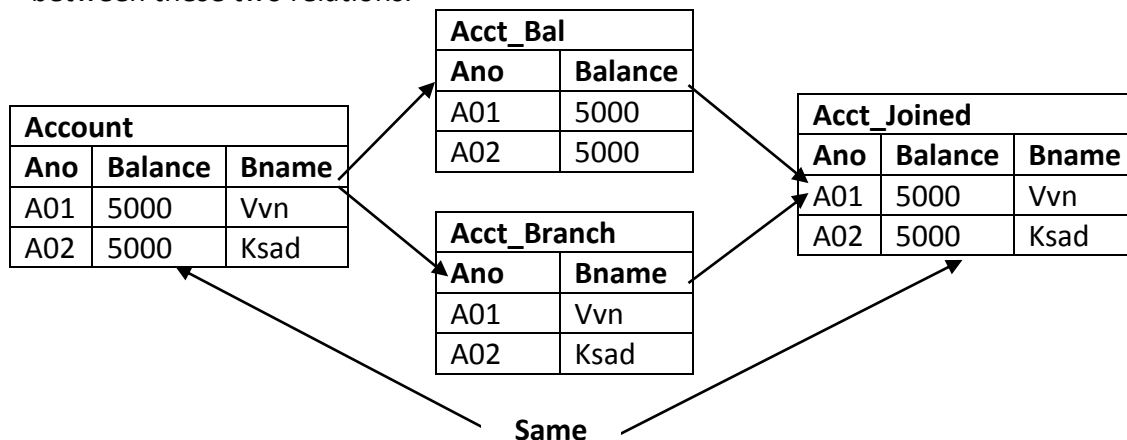 between these two relations.
Acct_Bal
Ano Balance
A01 5000
A02 5000
Account
Ano Balance Bname
A01 5000 Vvn
A02 5000 Ksad
Acct_Branch
Ano Bname
A01 Vvn
A02 Ksad
Acct_Joined
Ano Balance Bname
A01 5000 Vvn
A02 5000 Ksad
Same